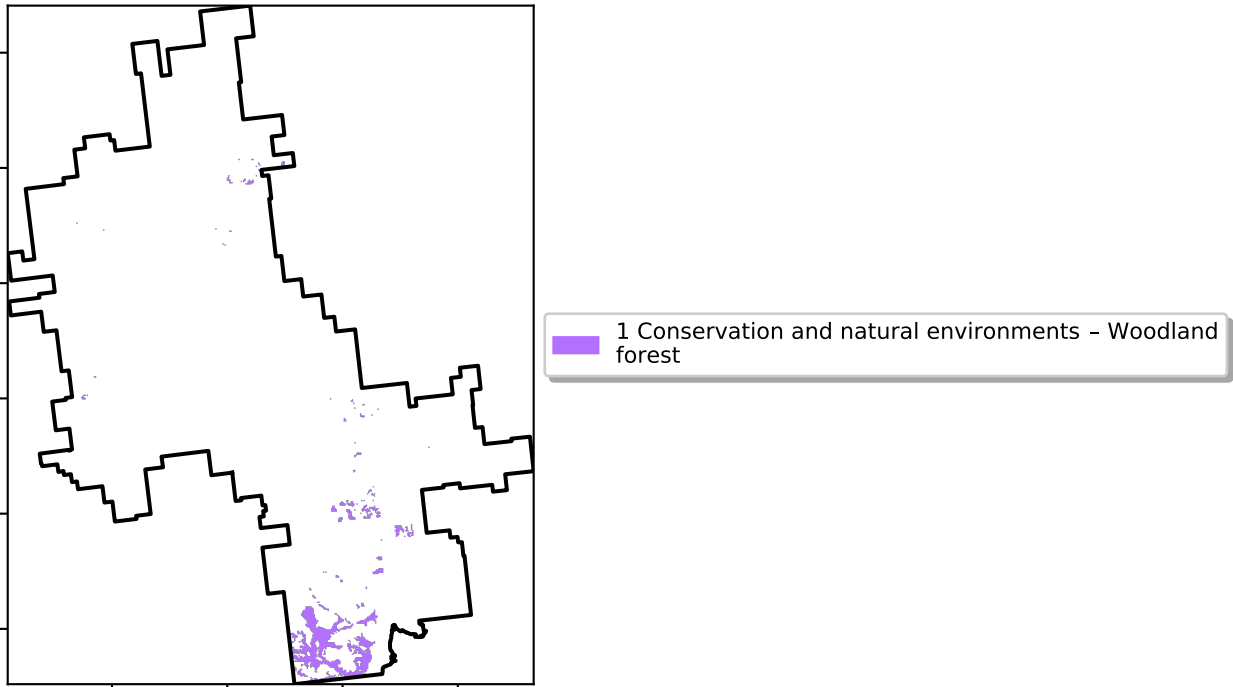 1 Conservation and natural environments – Woodland
forest